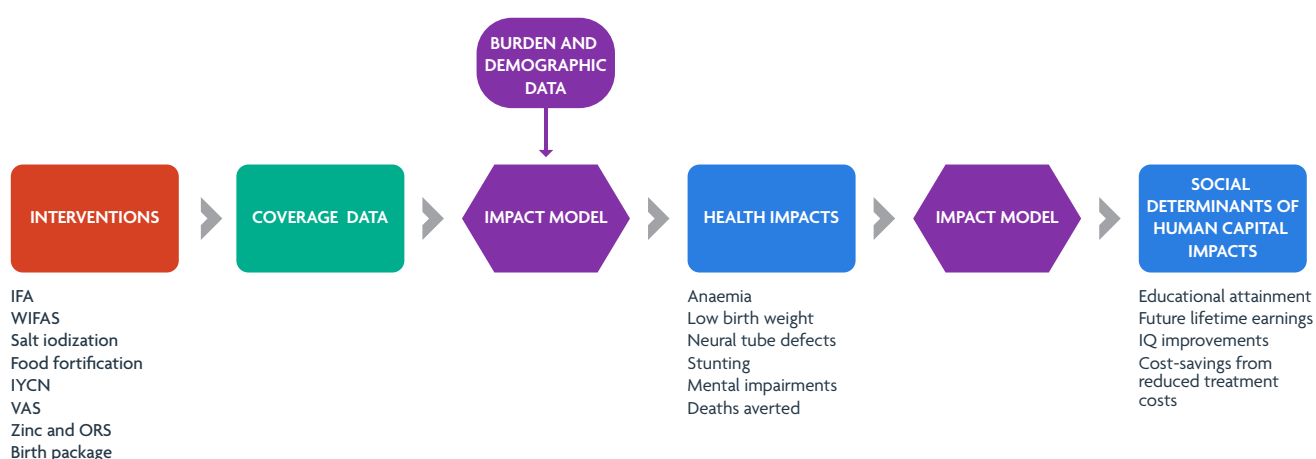 BURDEN AND
DEMOGRAPHIC
DATA
INTERVENTIONS
COVERAGE DATA
IMPACT MODEL
HEALTH IMPACTS
IMPACT MODEL
SOCIAL
DETERMINANTS OF
HUMAN CAPITAL
IMPACTS
IFA
WIFAS
Salt iodization
Food fortification
IYCN
VAS
Zinc and ORS
Birth package
Anaemia
Low birth weight
Neural tube defects
Stunting
Mental impairments
Deaths averted
Educational attainment
Future lifetime earnings
IQ improvements
Cost-savings from
reduced treatment
costs